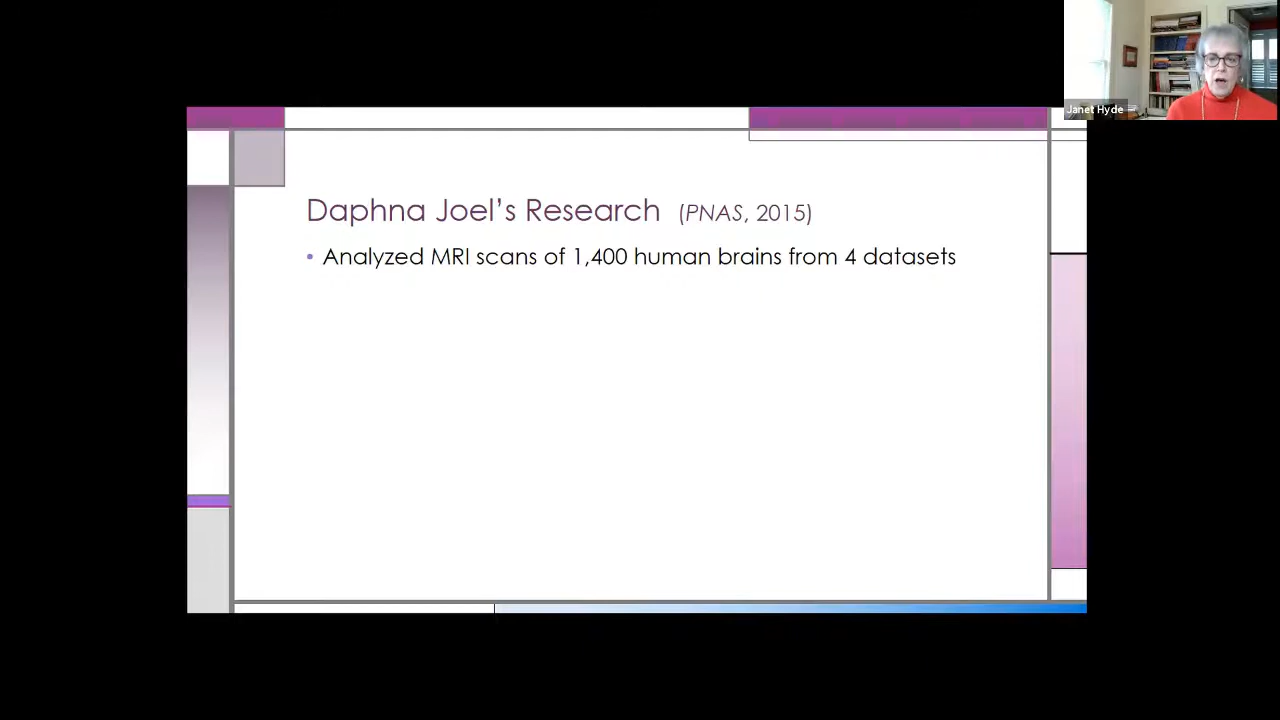 Janet Hyde
Daphna Joel's Research (PNAS, 2015)
• Analyzed MRI scans of 1,400 human brains from 4 datasets